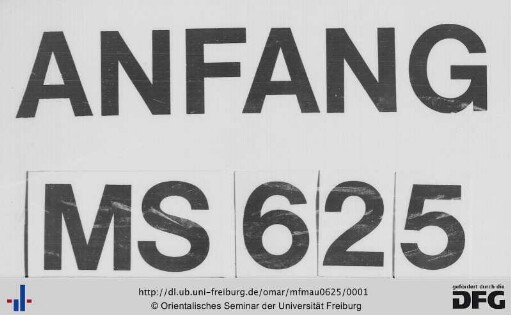 ANFANG
MS 625
http://dl.ub.uni-freiburg.de/omar/mfmau0625/0001
© Orientalisches Seminar der Universität Freiburg
gefördert durch die
DFG